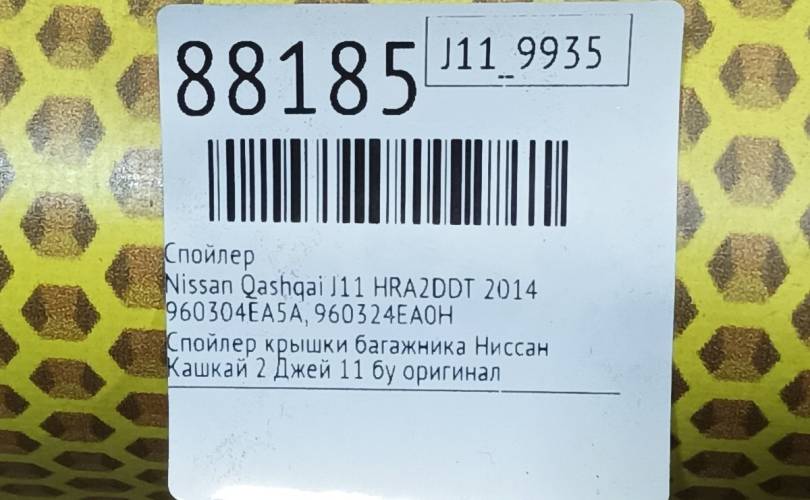 88185
J11_9935
Спойлер
Nissan Qashqai J11 HRA2DDT 2014
960304EA5A, 960324EA0H
Спойлер крышки багажника Ниссан
Кашкай 2 Джей 11 бу оригинал